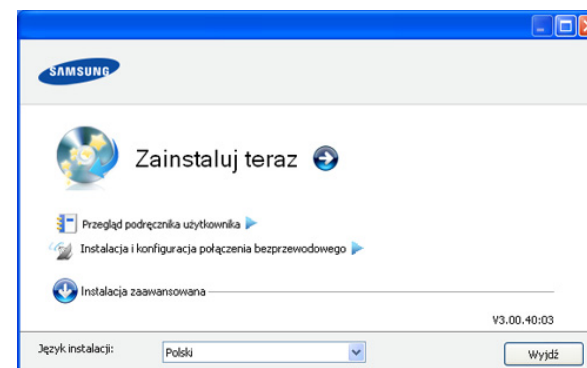 SAMSUNG
Zainstaluj teraz
Przegląd podręcznika użytkownika
Instalacja i konfiguracja połączenia bezprzewodowego
Instalacja zaawansowana
V3.00.40:03
Język instalacji: Polski Wyjdź